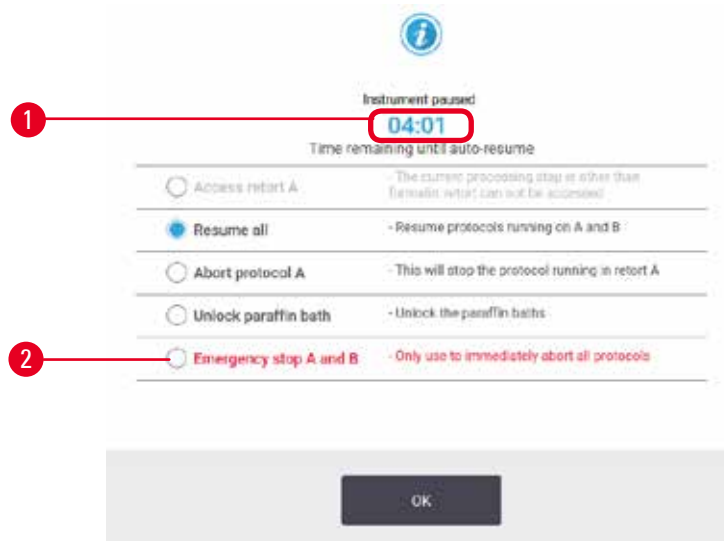 i
Instrument paused
1
04:01
Time remaining until auto-resume
Access retort A - The current processing step is other than
formalin retort can not be accessed
Resume all - Resume protocols running on A and B
Abort protocol A - This will stop the protocol running in retort A
Unlock paraffin bath - Unlock the paraffin baths
2 Emergency stop A and B - Only use to immediately abort all protocols
OK